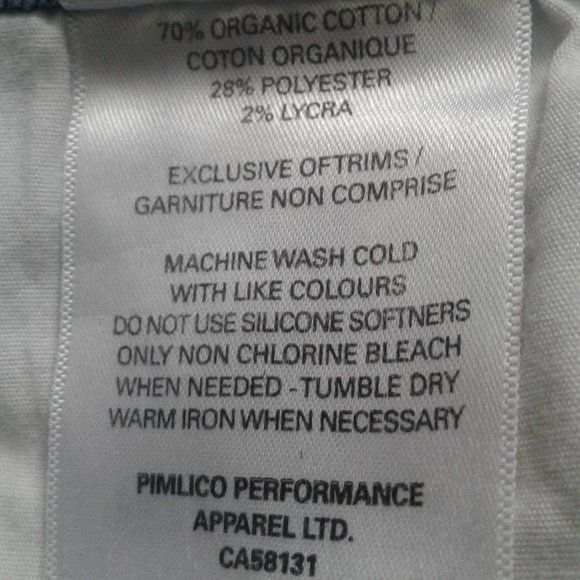 70% ORGANIC COTTON /
COTON ORGANIQUE
28% POLYESTER
2% LYCRA
EXCLUSIVE OFTRIMS /
GARNITURE NON COMPRISE
MACHINE WASH COLD
WITH LIKE COLOURS
DO NOT USE SILICONE SOFTNERS
ONLY NON CHLORINE BLEACH
WHEN NEEDED - TUMBLE DRY
WARM IRON WHEN NECESSARY
PIMLICO PERFORMANCE
APPAREL LTD.
CA58131